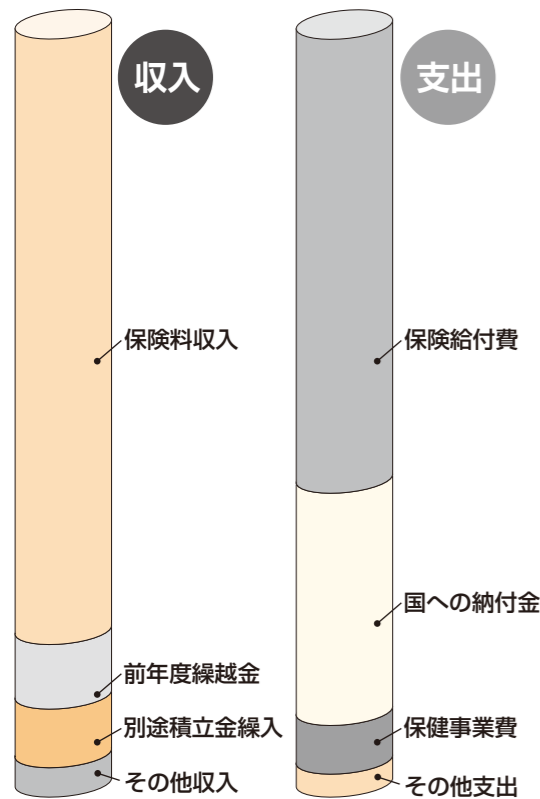 収入
保険料収入
前年度繰越金
別途積立金繰入
その他収入
支出
保険給付費
国への納付金
保健事業費
その他支出